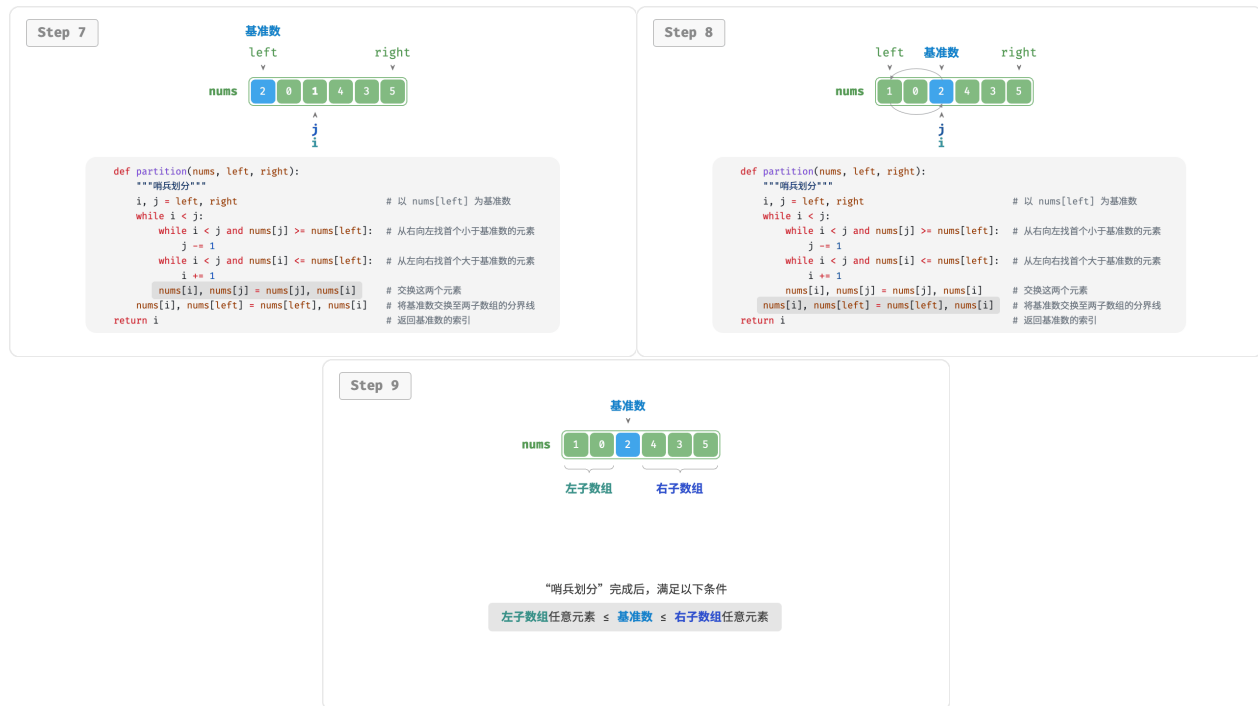 Step 7
基准数
left right
nums 2 0 1 4 3 5
j
i
def partition(nums, left, right):
"""哨兵划分"""
i, j = left, right # 以 nums[left] 为基准数
while i < j:
while i < j and nums[j] >= nums[left]: # 从右向左找首个小于基准数的元素
j -= 1
while i < j and nums[i] <= nums[left]: # 从左向右找首个大于基准数的元素
i += 1
nums[i], nums[j] = nums[j], nums[i] # 交换这两个元素
nums[i], nums[left] = nums[left], nums[i] # 将基准数交换至两子数组的分界线
return i # 返回基准数的索引
Step 8
left 基准数 right
nums 1 0 2 4 3 5
j
i
def partition(nums, left, right):
"""哨兵划分"""
i, j = left, right # 以 nums[left] 为基准数
while i < j:
while i < j and nums[j] >= nums[left]: # 从右向左找首个小于基准数的元素
j -= 1
while i < j and nums[i] <= nums[left]: # 从左向右找首个大于基准数的元素
i += 1
nums[i], nums[j] = nums[j], nums[i] # 交换这两个元素
nums[i], nums[left] = nums[left], nums[i] # 将基准数交换至两子数组的分界线
return i # 返回基准数的索引
Step 9
基准数
nums 1 0 2 4 3 5
左子数组 右子数组
“哨兵划分”完成后，满足以下条件
左子数组任意元素 ≤ 基准数 ≤ 右子数组任意元素